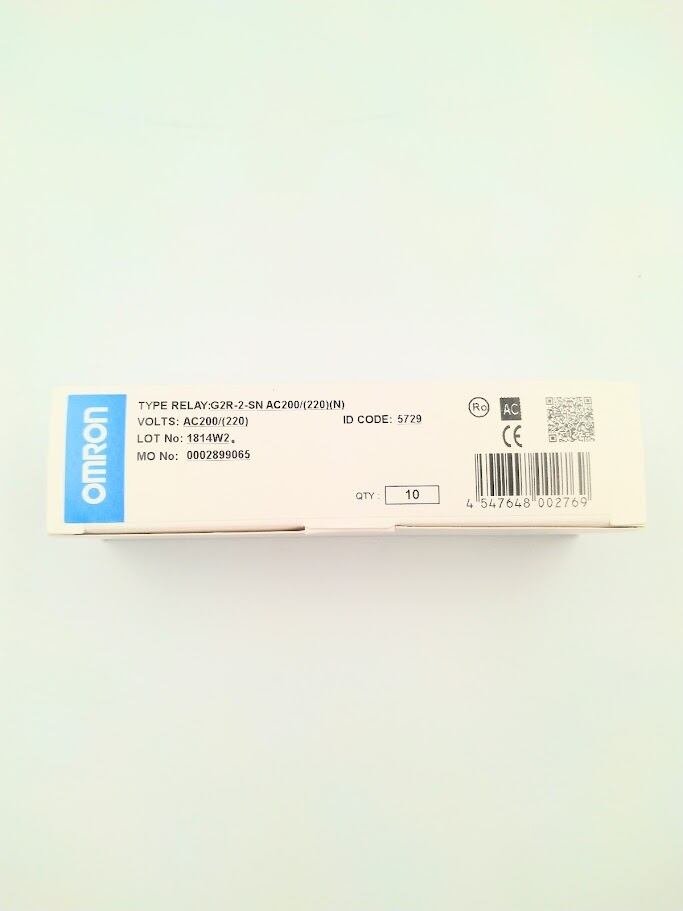 OMRON
TYPE RELAY:G2R-2-SN AC200/(220)(N)
VOLTS: AC200/(220)
ID CODE: 5729
LOT No: 1814W2
MO No: 0002899065
QTY: 10
Ro
AC
CE
4 547648 002769